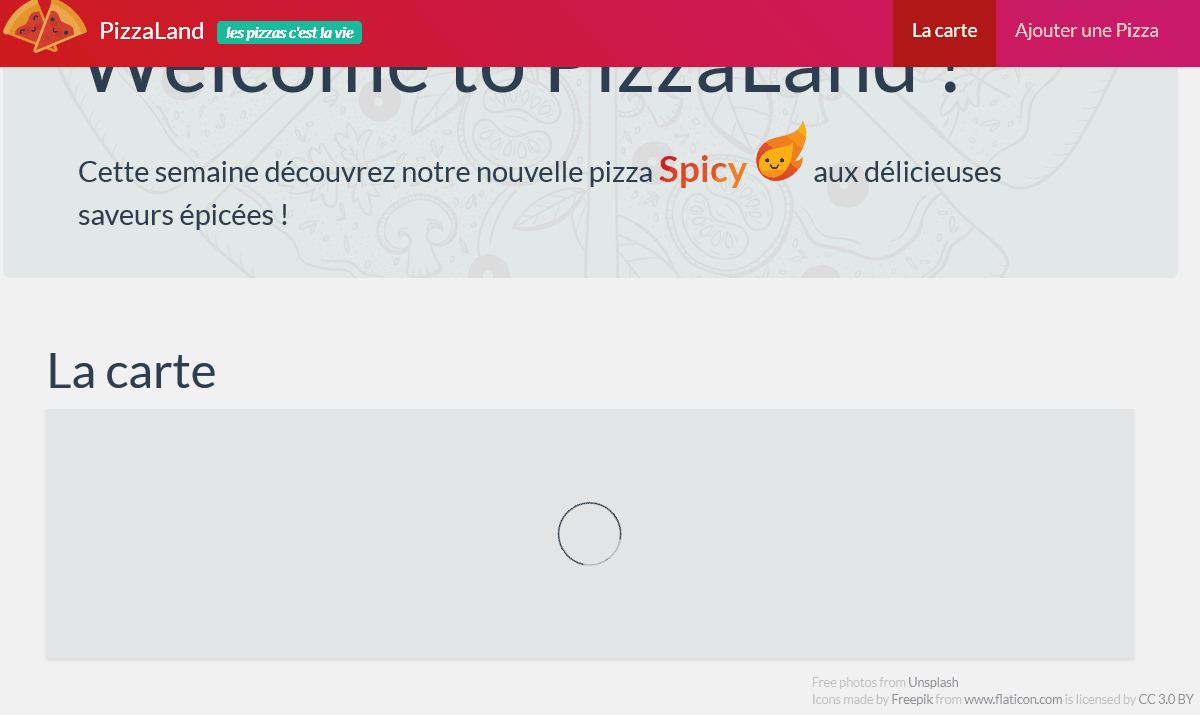 PizzaLand les pizzas c'est la vie La carte Ajouter une Pizza
Welcome to PizzaLand !
Cette semaine découvrez notre nouvelle pizza Spicy aux délicieuses
saveurs épicées !
La carte
Free photos from Unsplash
Icons made by Freepik from www.flaticon.com is licensed by CC 3.0 BY